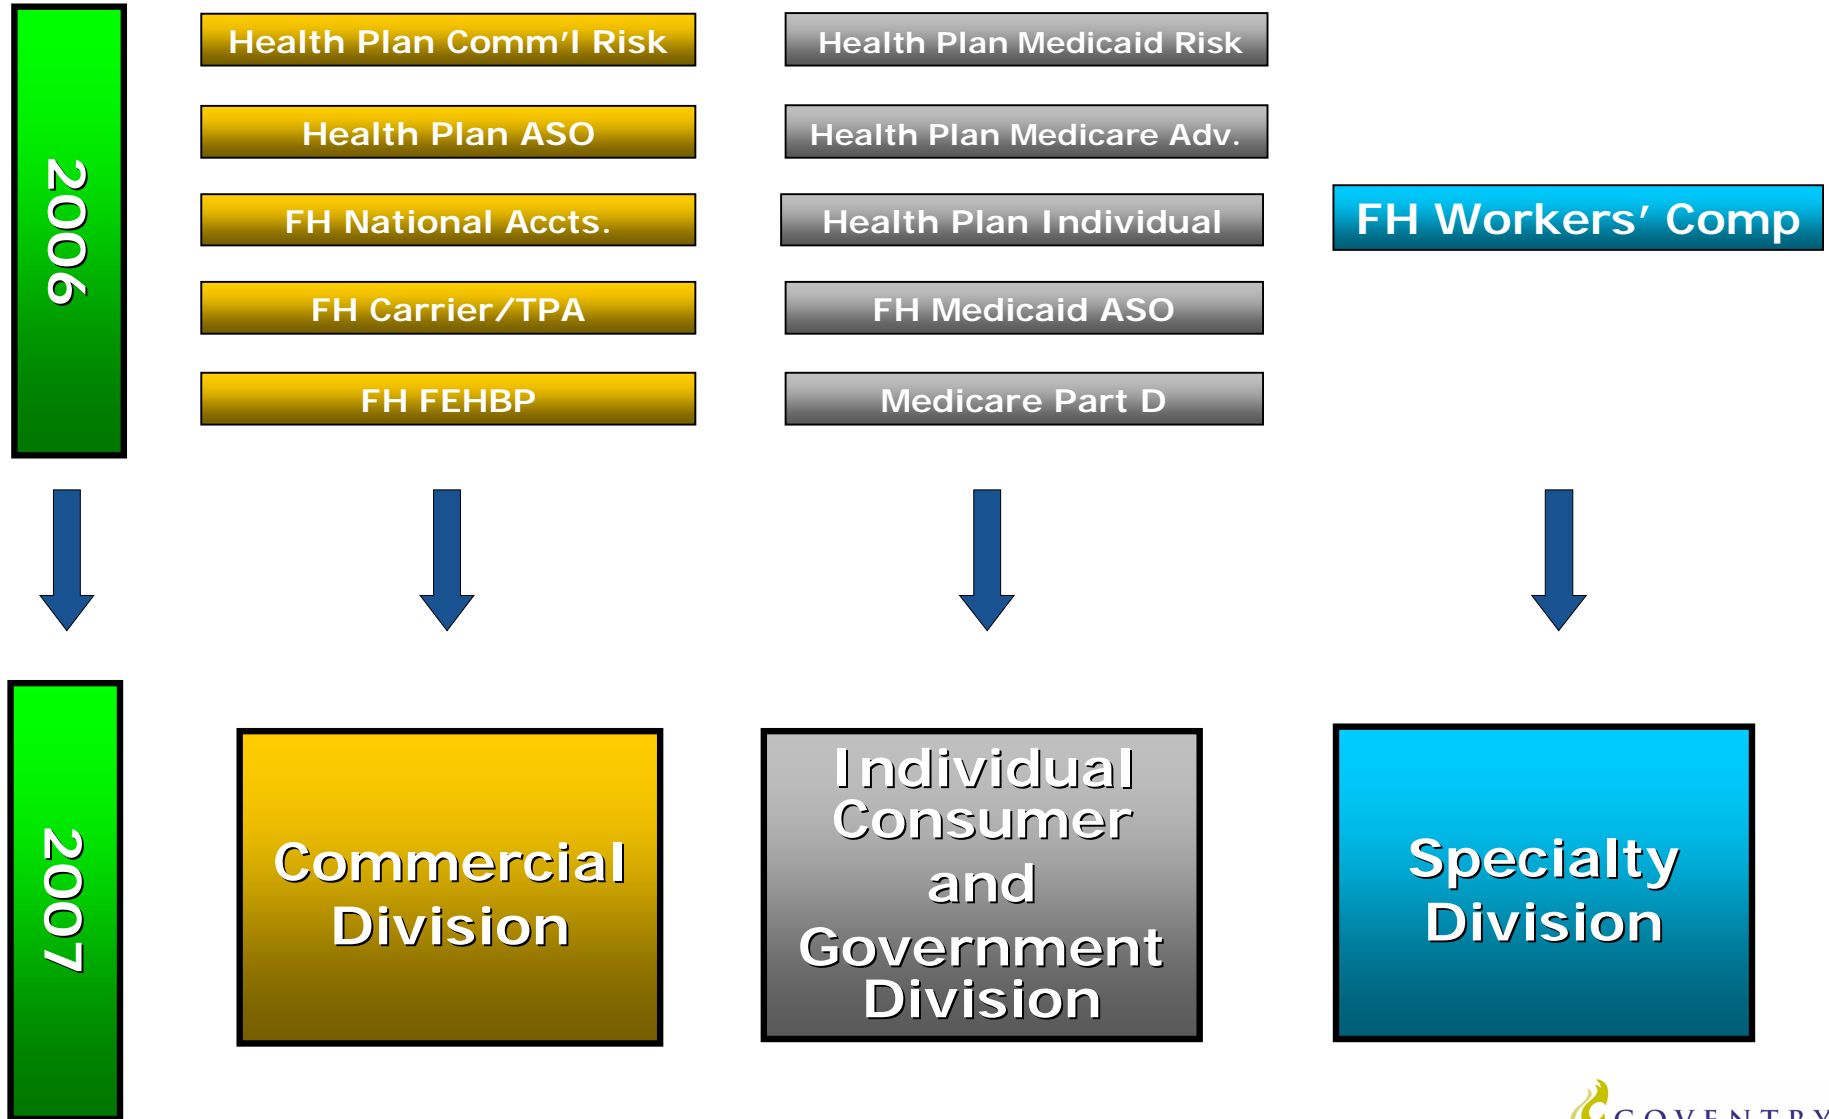 2006
Health Plan Comm'l Risk
Health Plan ASO
FH National Accts.
FH Carrier/TPA
FH FEHBP
Health Plan Medicaid Risk
Health Plan Medicare Adv.
Health Plan Individual
FH Medicaid ASO
Medicare Part D
FH Workers' Comp
2007
Commercial
Division
Individual
Consumer
and
Government
Division
Specialty
Division
COVENTRY